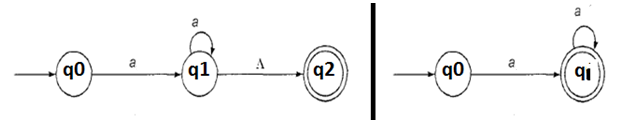 a
q0 a q1 Λ q2
a
q0 a q1